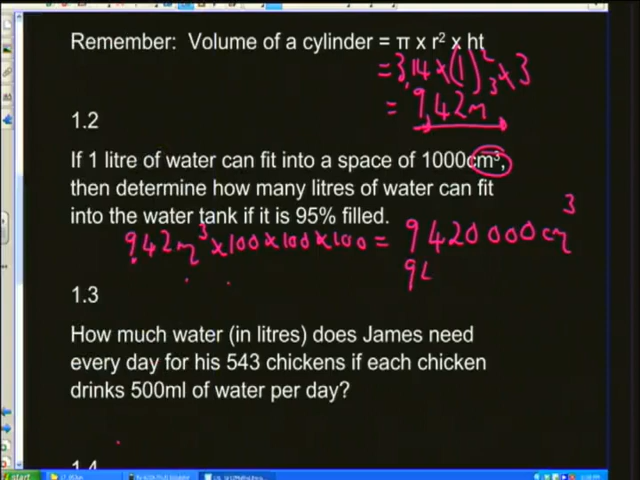 Remember: Volume of a cylinder = π x r² x ht
= 3,14 x (1)² x 3
= 9,42m³
1.2
If 1 litre of water can fit into a space of 1000cm³,
then determine how many litres of water can fit
into the water tank if it is 95% filled.
9,42m³ x 100 x 100 x 100 = 9 420 000 cm³
94
1.3
How much water (in litres) does James need
every day for his 543 chickens if each chicken
drinks 500ml of water per day?
1.4
start